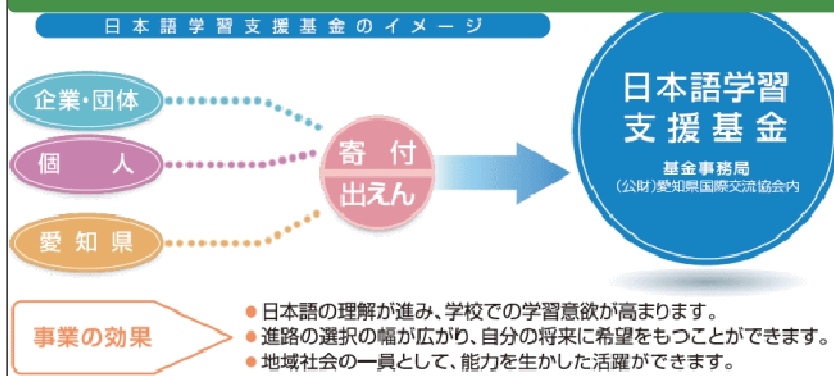 日本語学習支援基金のイメージ
企業・団体
個人
愛知県
寄付
出えん
日本語学習
支援基金
基金事務局
(公財)愛知県国際交流協会内
事業の効果
●日本語の理解が進み、学校での学習意欲が高まります。
●進路の選択の幅が広がり、自分の将来に希望をもつことができます。
●地域社会の一員として、能力を生かした活躍ができます。